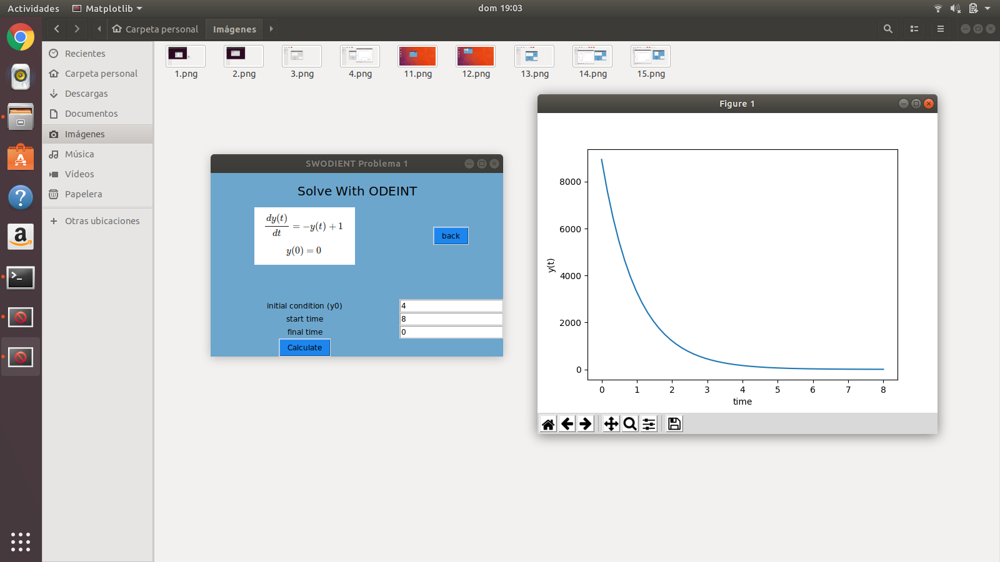 Actividades Matplotlib dom 19:03
Carpeta personal Imágenes
Recientes
Carpeta personal
Descargas
Documentos
Imágenes
Música
Vídeos
Papelera
Otras ubicaciones
1.png 2.png 3.png 4.png 11.png 12.png 13.png 14.png 15.png
SWODIENT Problema 1
Solve With ODEINT
dy(t)/dt = −y(t) + 1
y(0) = 0
back
initial condition (y0) 4
start time 8
final time 0
Calculate
Figure 1
8000
6000
4000
2000
0
y(t)
0 1 2 3 4 5 6 7 8
time